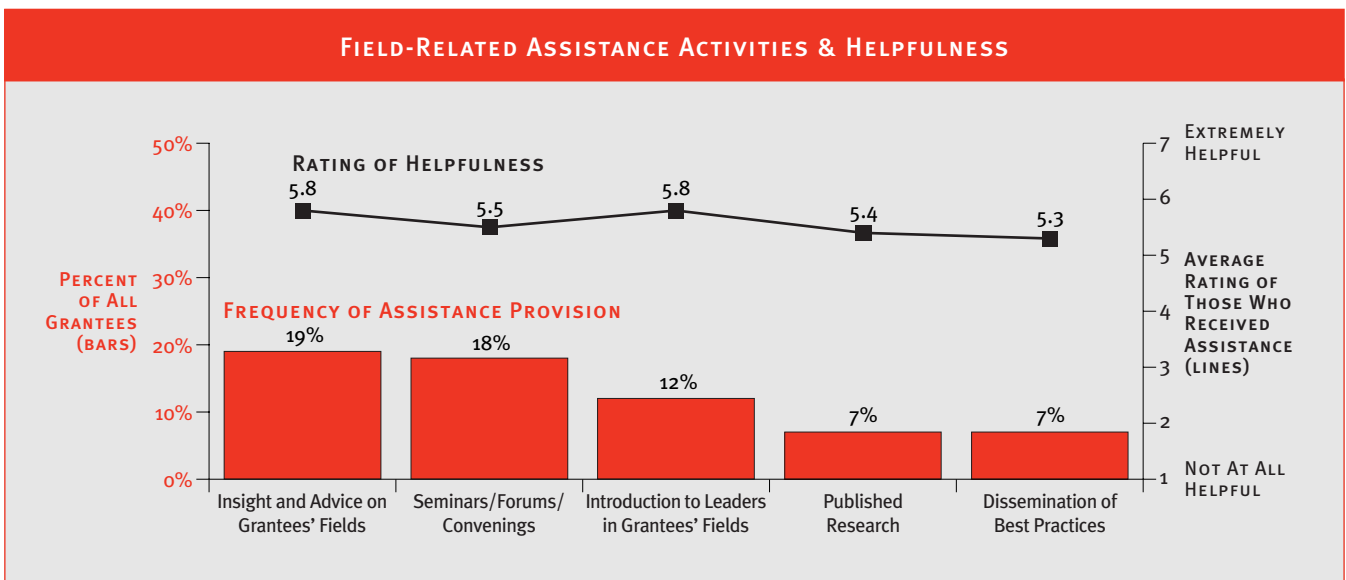 Field-Related Assistance Activities & Helpfulness
50%
40%
30%
20%
10%
0%
Percent
of All
Grantees
(bars)
Rating of Helpfulness
5.8
5.5
5.8
5.4
5.3
Frequency of Assistance Provision
19%
18%
12%
7%
7%
7
6
5
4
3
2
1
Extremely
Helpful
Average
Rating of
Those Who
Received
Assistance
(lines)
Not At All
Helpful
Insight and Advice on
Grantees’ Fields
Seminars/Forums/
Convenings
Introduction to Leaders
in Grantees’ Fields
Published
Research
Dissemination of
Best Practices